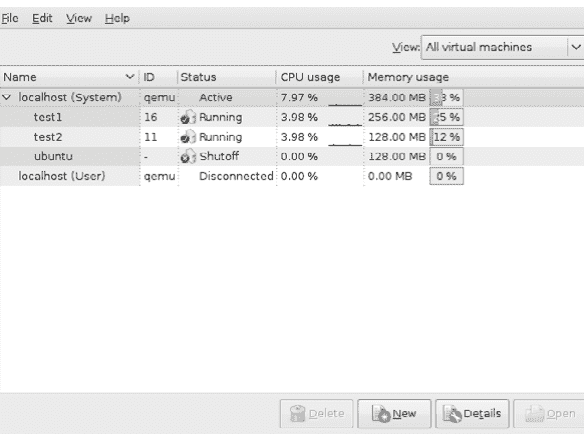 File Edit View Help
View: All virtual machines
Name ID Status CPU usage Memory usage
localhost (System) qemu Active 7.97 % 384.00 MB 3 %
test1 16 Running 3.98 % 256.00 MB 25 %
test2 11 Running 3.98 % 128.00 MB 12 %
ubuntu - Shutoff 0.00 % 128.00 MB 0 %
localhost (User) qemu Disconnected 0.00 % 0.00 MB 0 %
Delete New Details Open